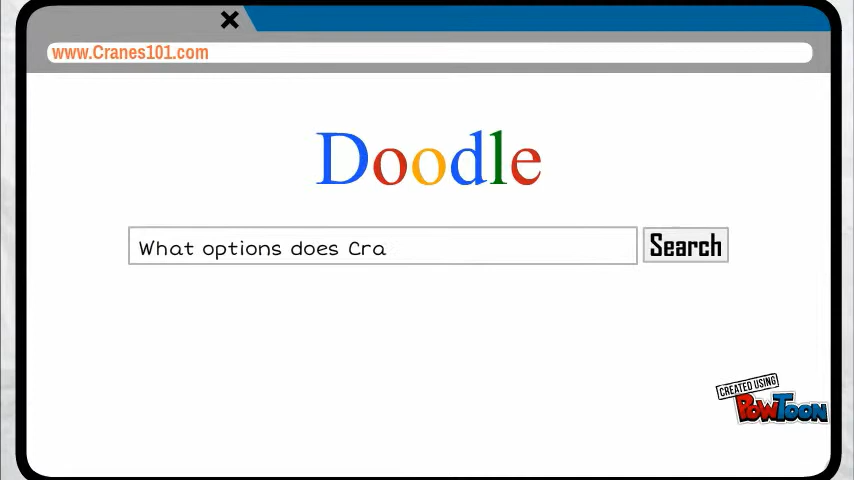 www.Cranes101.com
Doodle
What options does Cra
Search
CREATED USING
POWTOON